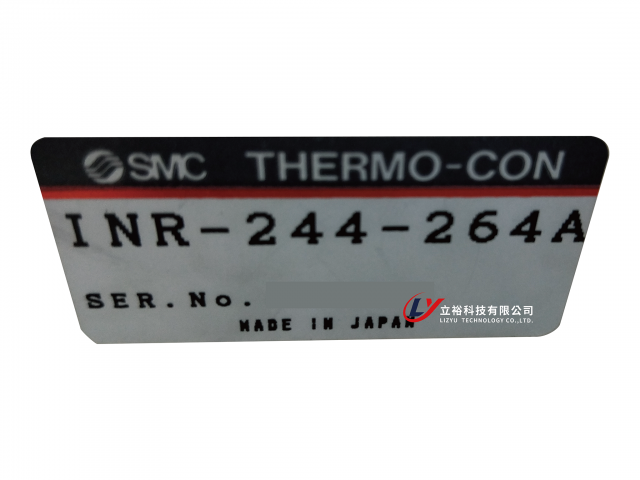 SMC THERMO-CON
INR-244-264A
SER.No.
立裕科技有限公司
LIZYU TECHNOLOGY CO.,LTD.
MADE IN JAPAN